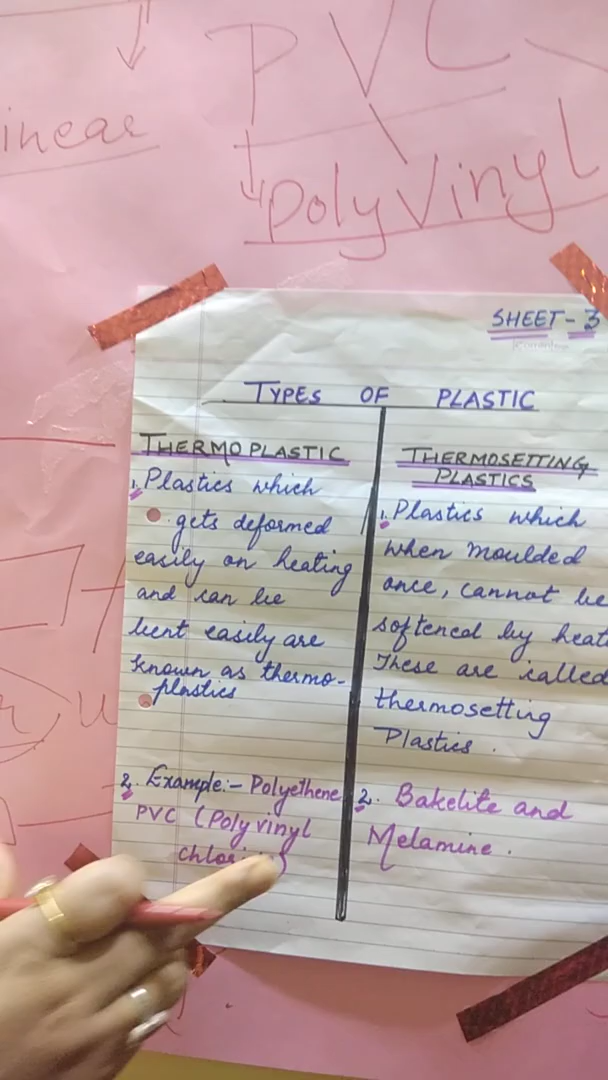 PVC
inear
Polyvinyl
SHEET - 3
TYPES OF PLASTIC
THERMOPLASTIC
1. Plastics which
gets deformed
easily on heating
and can be
bent easily are
known as thermo-
plastics
2. Example:- Polyethene
PVC (Polyvinyl
THERMOSETTING
PLASTICS
1. Plastics which
when moulded
once, cannot be
softened by heat
These are called
thermosetting
Plastics.
2. Bakelite and
Melamine.